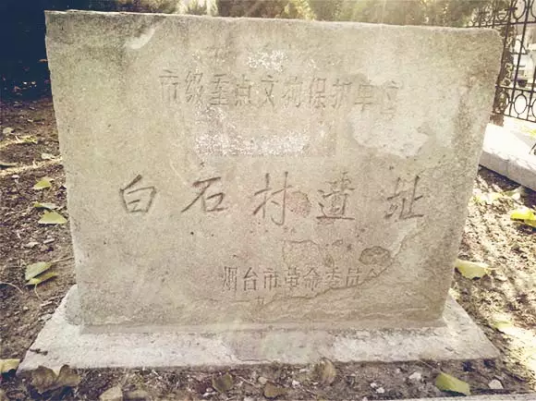 市级重点文物保护单位
白石村遗址
烟台市革命委员会